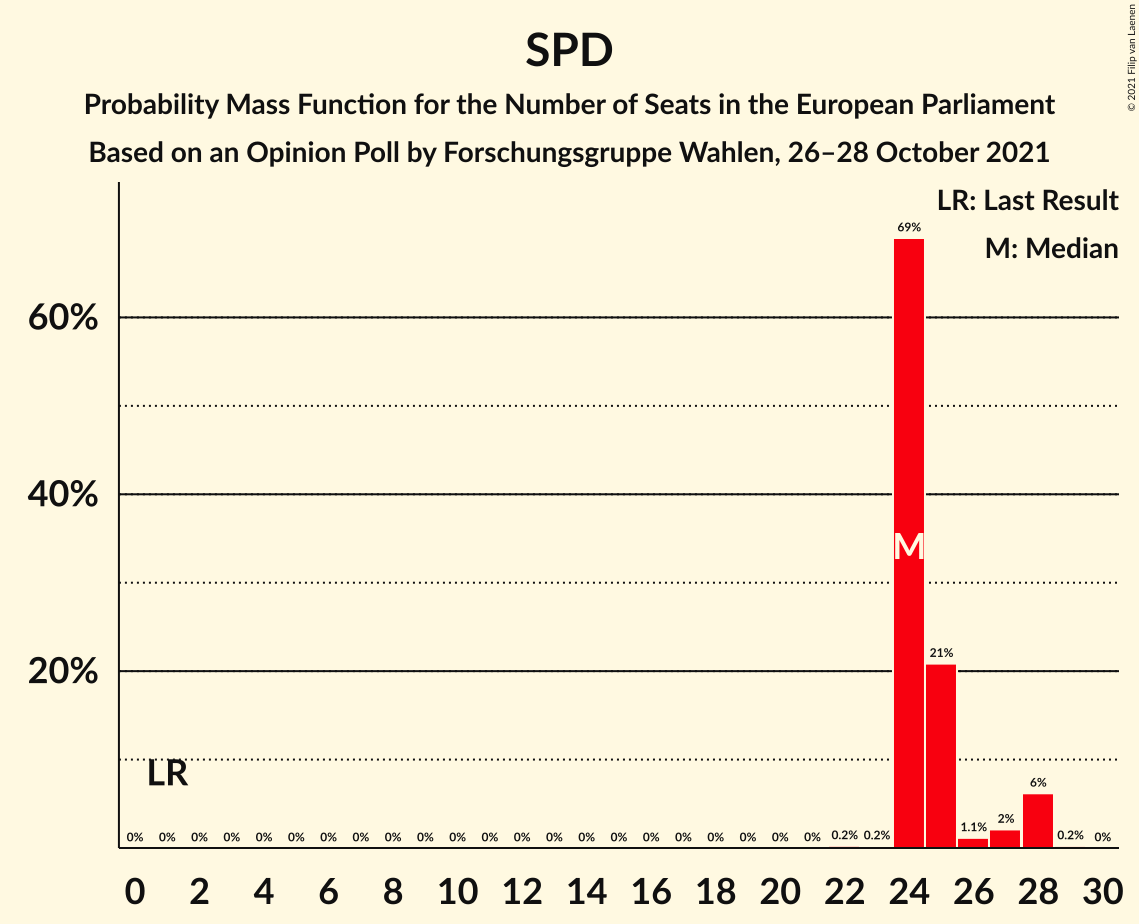 SPD
Probability Mass Function for the Number of Seats in the European Parliament
Based on an Opinion Poll by Forschungsgruppe Wahlen, 26–28 October 2021
© 2021 Filip van Laenen
LR: Last Result
M: Median
69%
60%
40%
M
21%
20%
LR
6%
2%
0% 0% 0% 0% 0% 0% 0% 0% 0% 0% 0% 0% 0% 0% 0% 0% 0% 0% 0% 0% 0% 0% 0.2% 0.2% 1.1% 0.2% 0%
0 2 4 6 8 10 12 14 16 18 20 22 24 26 28 30